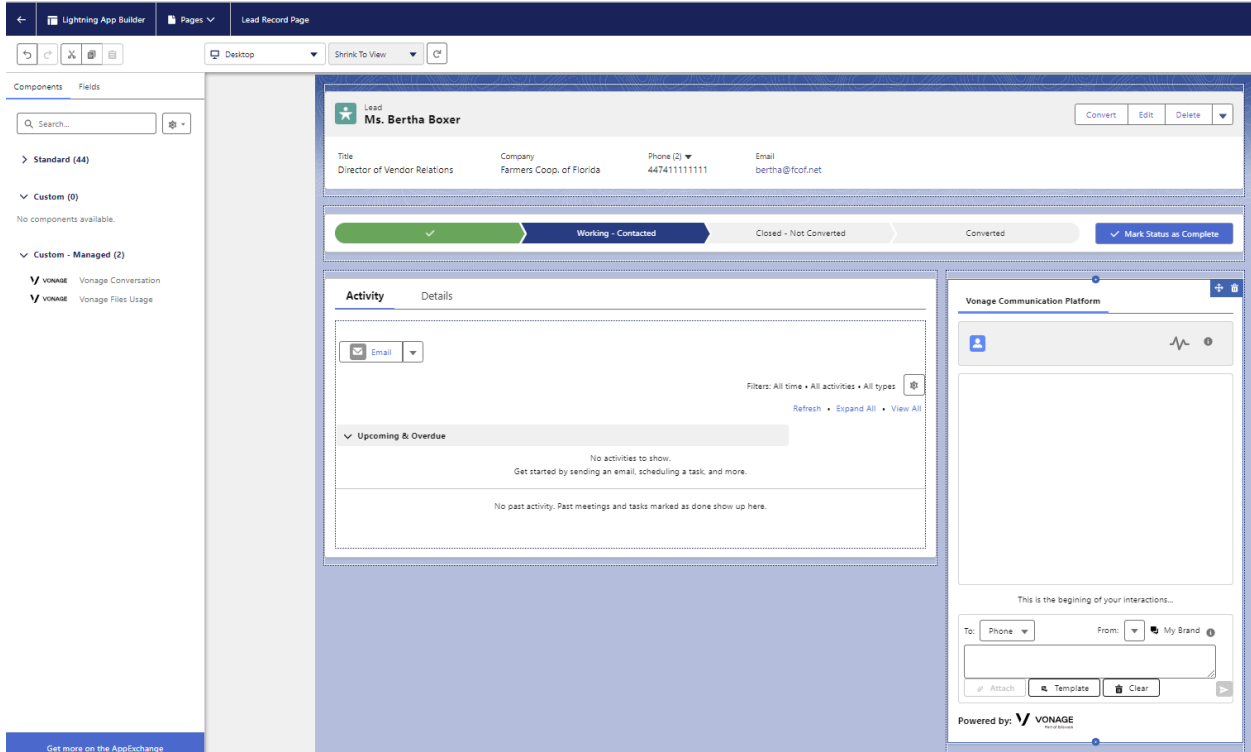 Lightning App Builder
Pages
Lead Record Page
Desktop
Shrink To View
Components Fields
Search...
Standard (44)
Custom (0)
No components available.
Custom - Managed (2)
VONAGE Vonage Conversation
VONAGE Vonage Files Usage
Get more on the AppExchange
Lead
Ms. Bertha Boxer
Convert Edit Delete
Title Company Phone (2) Email
Director of Vendor Relations Farmers Coop. of Florida 447411111111 bertha@fcof.net
Working - Contacted Closed - Not Converted Converted Mark Status as Complete
Activity Details
Email
Filters: All time • All activities • All types
Refresh • Expand All • View All
Upcoming & Overdue
No activities to show.
Get started by sending an email, scheduling a task, and more.
No past activity. Past meetings and tasks marked as done show up here.
Vonage Communication Platform
This is the begining of your interactions...
To: Phone From: My Brand
Attach Template Clear
Powered by: VONAGE